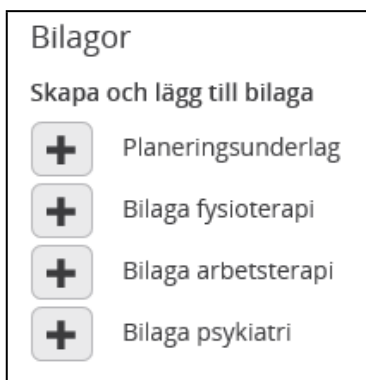 Bilagor
Skapa och lägg till bilaga
Planeringsunderlag
Bilaga fysioterapi
Bilaga arbetsterapi
Bilaga psykiatri